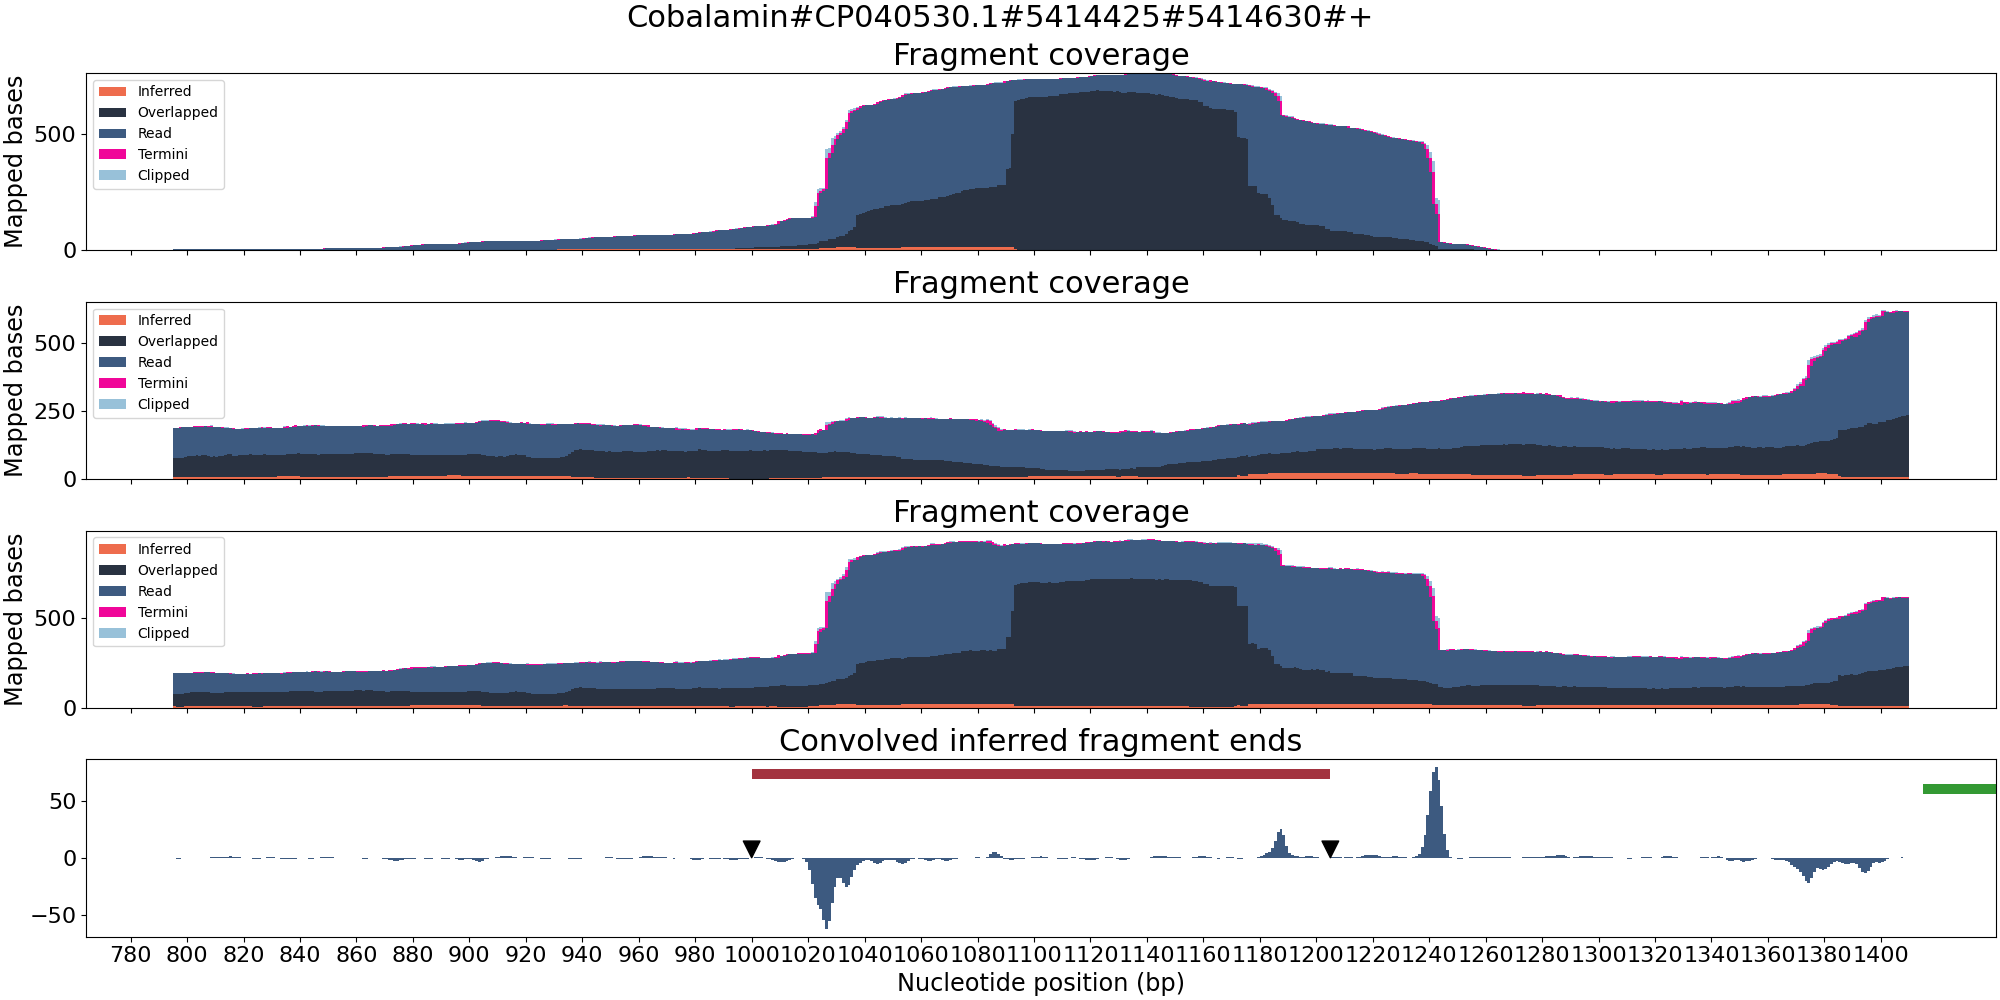 Cobalamin#CP040530.1#5414425#5414630#+
Fragment coverage
Mapped bases
500
0
Inferred
Overlapped
Read
Termini
Clipped
Fragment coverage
Mapped bases
500
250
0
Inferred
Overlapped
Read
Termini
Clipped
Fragment coverage
Mapped bases
500
0
Inferred
Overlapped
Read
Termini
Clipped
Convolved inferred fragment ends
50
0
−50
780 800 820 840 860 880 900 920 940 960 980 1000 1020 1040 1060 1080 1100 1120 1140 1160 1180 1200 1220 1240 1260 1280 1300 1320 1340 1360 1380 1400
Nucleotide position (bp)